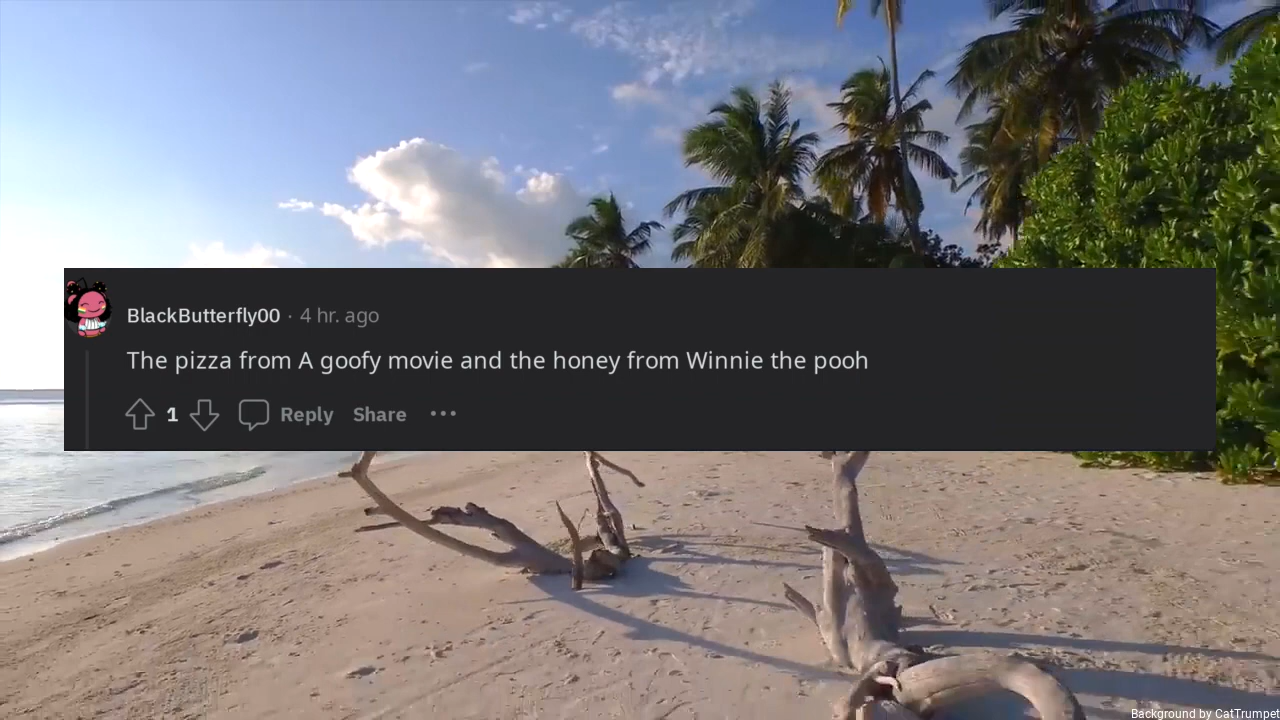 BlackButterfly00 · 4 hr. ago
The pizza from A goofy movie and the honey from Winnie the pooh
1 Reply Share ···
Background by CatTrumpet